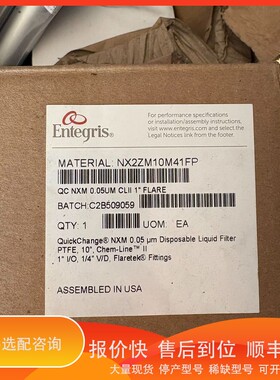 Entegris®
For performance specifications
or installation/assembly instructions,
visit www.entegris.com and select the
Legal Notices link from the footer.
MATERIAL: NX2ZM10M41FP
QC NXM 0.05UM CLII 1" FLARE
BATCH: C2B509059
QTY: 1
UOM: EA
QuickChange® NXM 0.05 µm Disposable Liquid Filter
PTFE, 10", Chem-Line™ II
1" I/O, 1/4" V/D, Flaretek® Fittings
ASSEMBLED IN USA
选配咨询
报价快 售后回访 顺丰
大量现货 停产型号 稀缺型号 可开